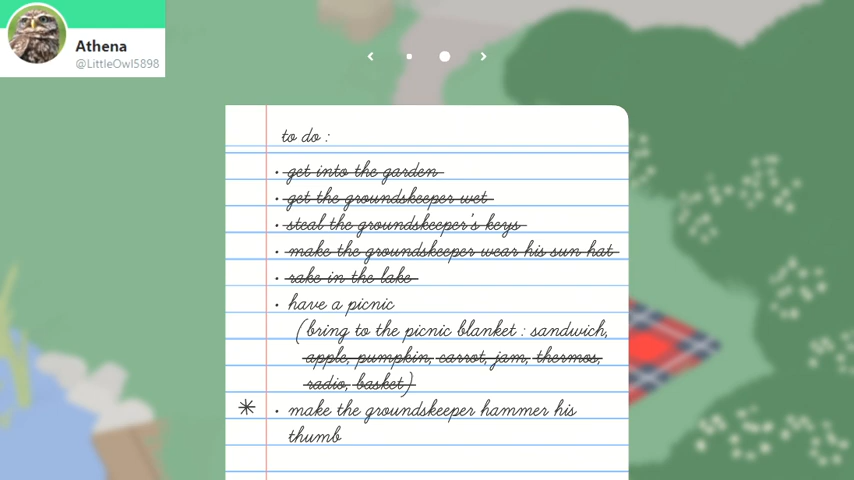 Athena
@LittleOwl5898
to do :
• get into the garden
• get the groundskeeper wet
• steal the groundskeeper's keys
• make the groundskeeper wear his sun hat
• rake in the lake
• have a picnic
(bring to the picnic blanket : sandwich,
apple, pumpkin, carrot, jam, thermos,
radio, basket)
* • make the groundskeeper hammer his
thumb